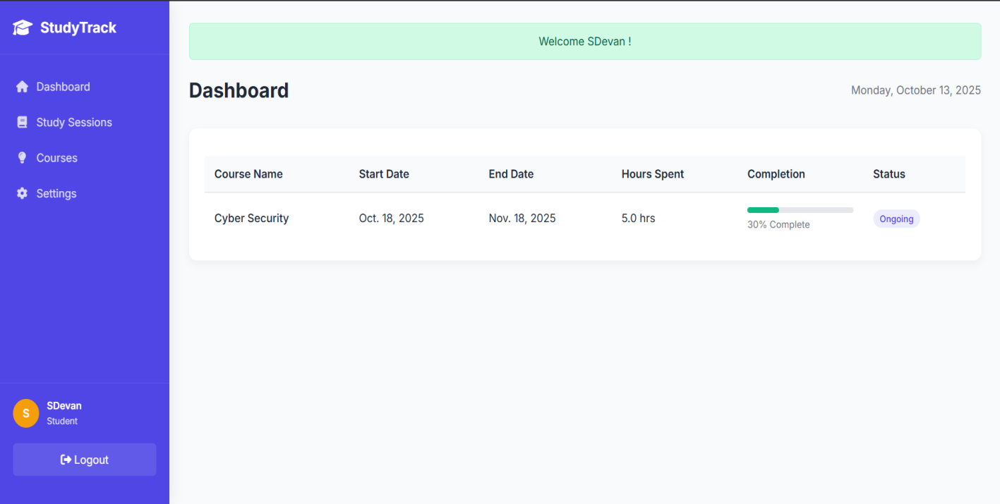 StudyTrack
Dashboard
Study Sessions
Courses
Settings
S
SDevan
Student
Logout
Welcome SDevan !
Dashboard
Monday, October 13, 2025
Course Name Start Date End Date Hours Spent Completion Status
Cyber Security Oct. 18, 2025 Nov. 18, 2025 5.0 hrs 30% Complete Ongoing